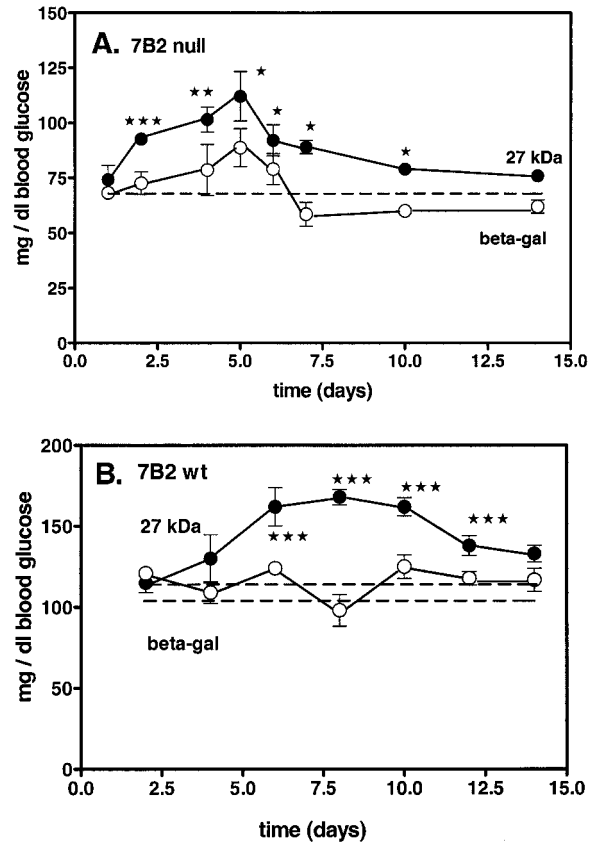 A. 7B2 null
mg / dl blood glucose
150
125
100
75
50
25
0
★★★
★★
★
★
★
★
27 kDa
beta-gal
0.0 2.5 5.0 7.5 10.0 12.5 15.0
time (days)
B. 7B2 wt
mg / dl blood glucose
200
150
100
50
0
27 kDa
★★★
★★★
★★★
★★★
beta-gal
0.0 2.5 5.0 7.5 10.0 12.5 15.0
time (days)